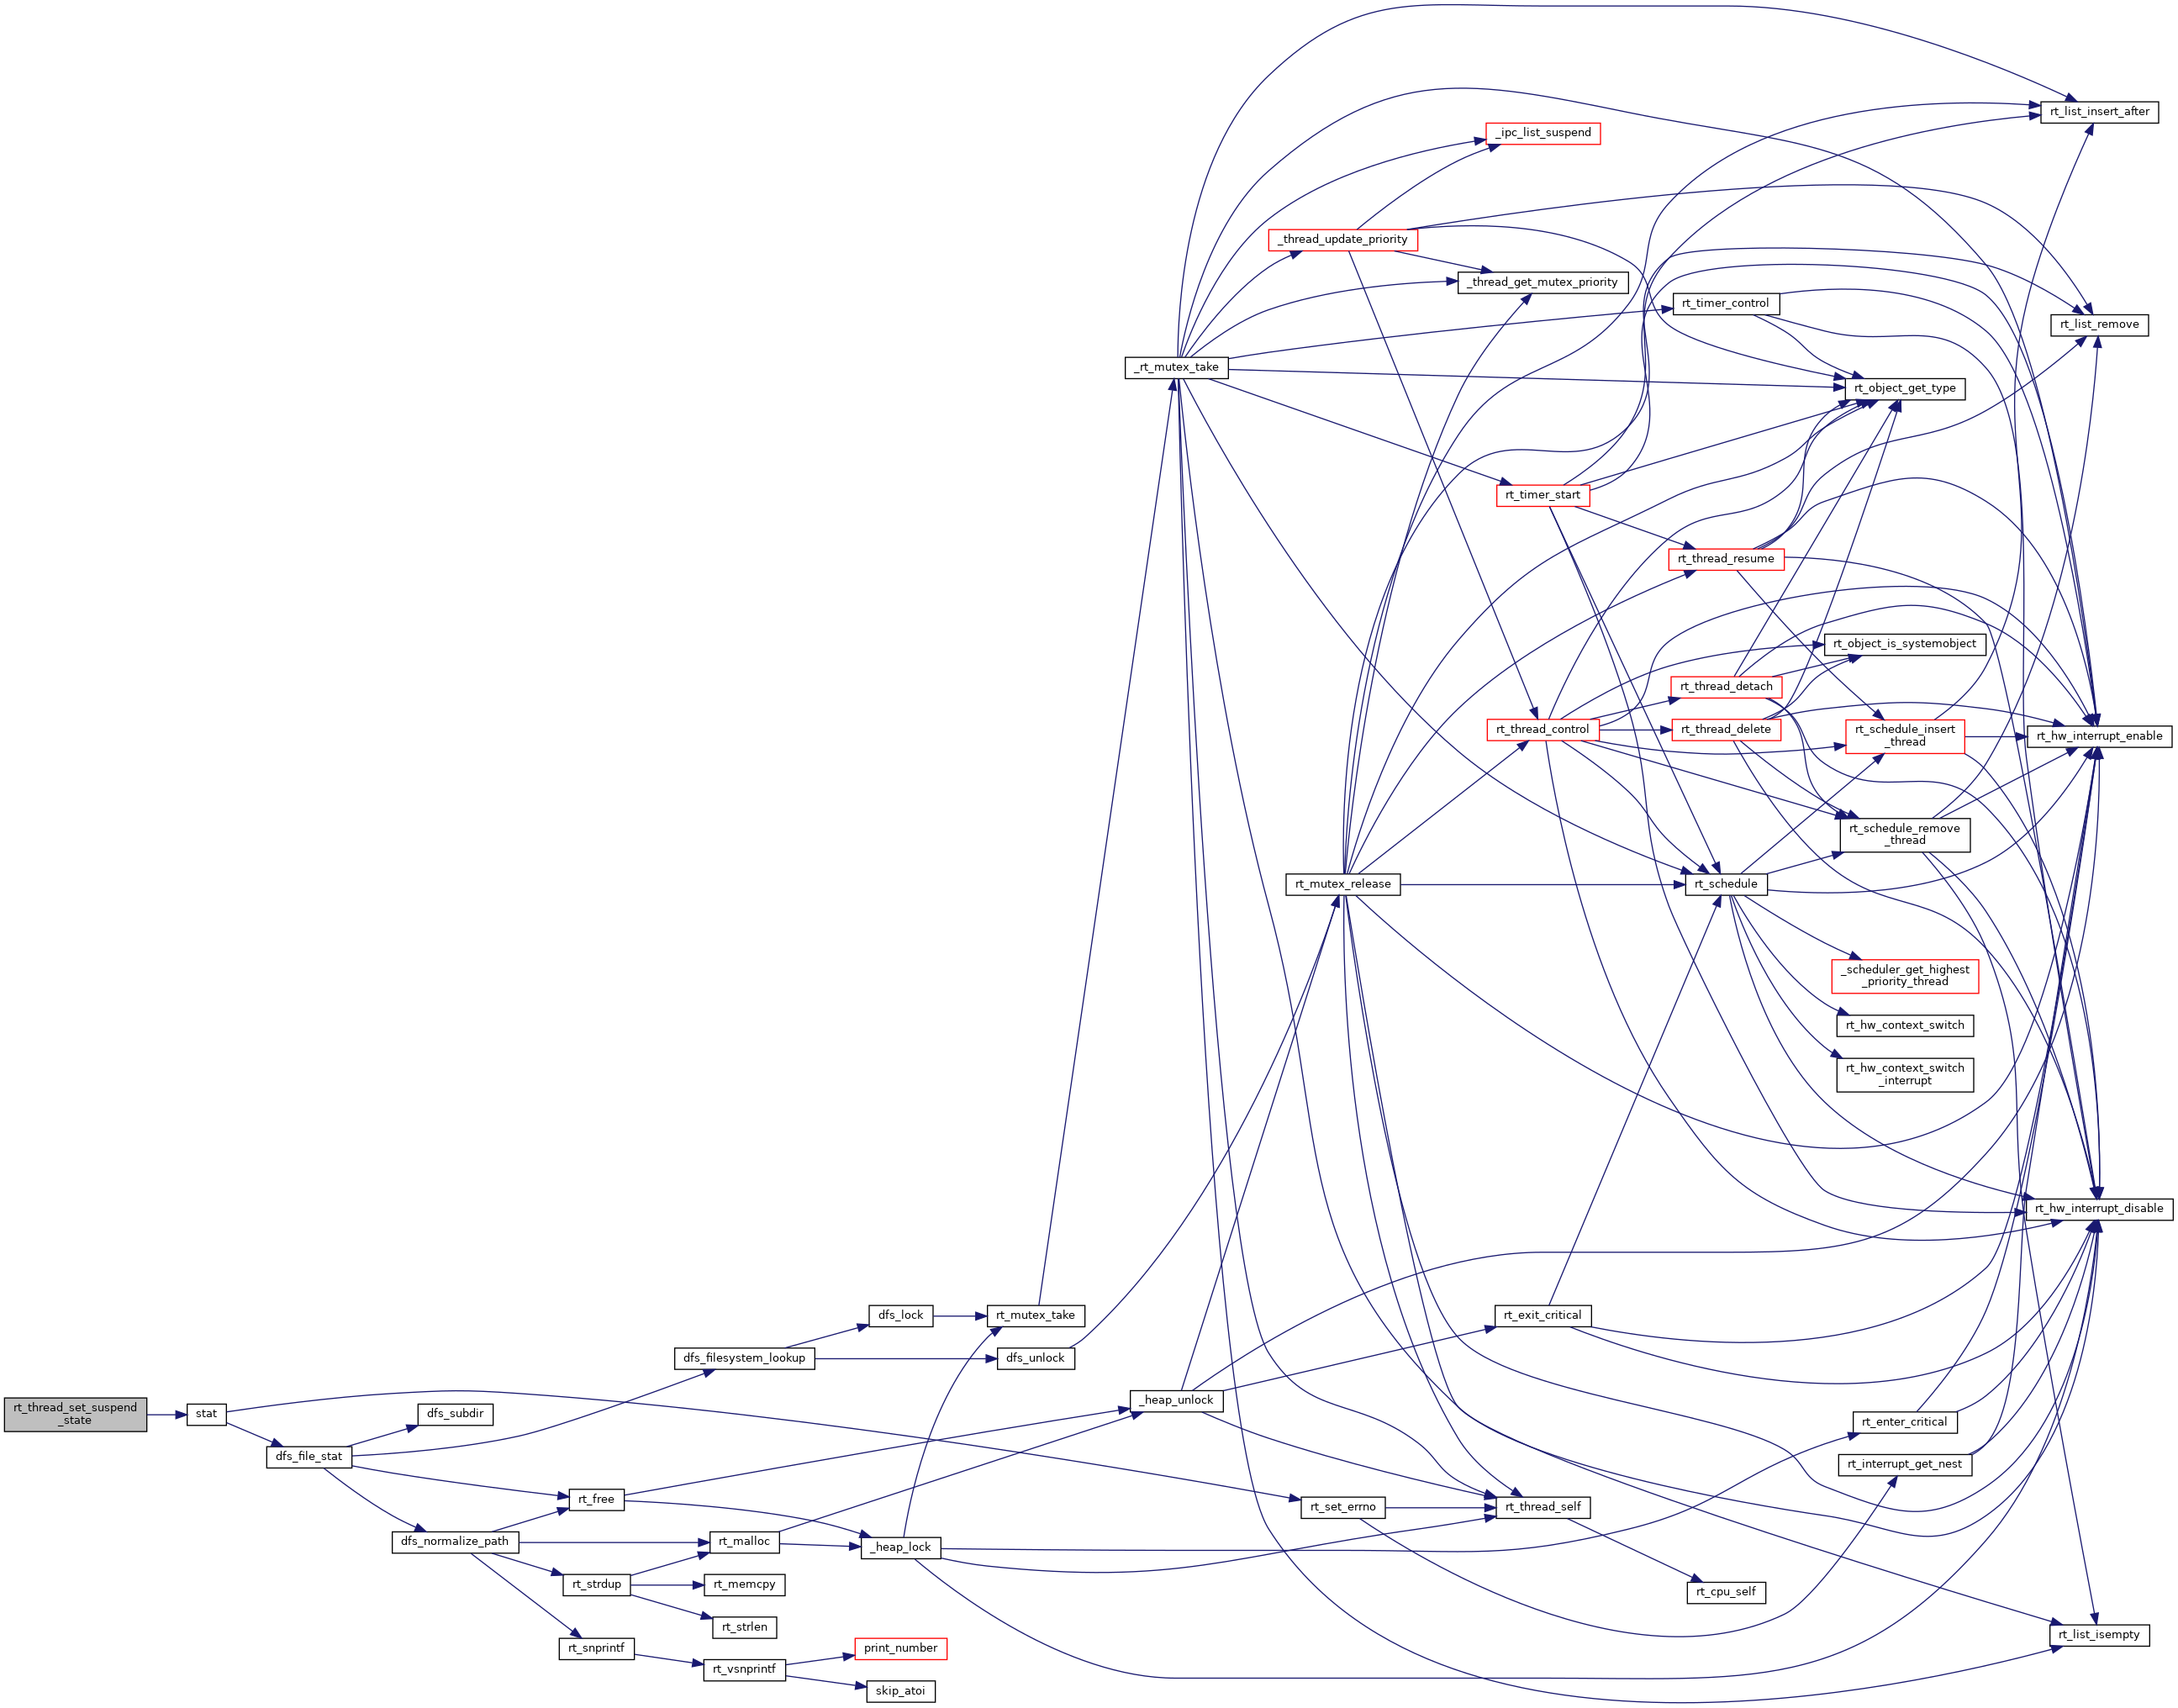 rt_list_insert_after
_ipc_list_suspend
_thread_update_priority
_thread_get_mutex_priority
rt_timer_control
rt_list_remove
_rt_mutex_take
rt_object_get_type
rt_timer_start
rt_thread_resume
rt_object_is_systemobject
rt_thread_detach
rt_thread_control
rt_thread_delete
rt_schedule_insert
_thread
rt_hw_interrupt_enable
rt_schedule_remove
_thread
rt_mutex_release
rt_schedule
_scheduler_get_highest
_priority_thread
rt_hw_context_switch
rt_hw_context_switch
_interrupt
rt_hw_interrupt_disable
dfs_lock
rt_mutex_take
rt_exit_critical
dfs_filesystem_lookup
dfs_unlock
_heap_unlock
rt_thread_set_suspend
_state
stat
dfs_subdir
rt_enter_critical
dfs_file_stat
rt_interrupt_get_nest
rt_free
rt_set_errno
rt_thread_self
dfs_normalize_path
rt_malloc
_heap_lock
rt_strdup
rt_memcpy
rt_cpu_self
rt_strlen
rt_list_isempty
rt_snprintf
print_number
rt_vsnprintf
skip_atoi